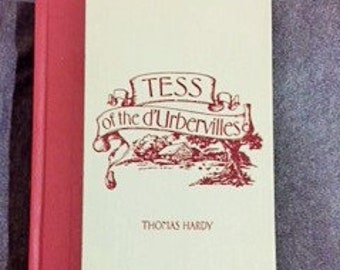 TESS
of the d'Urbervilles
THOMAS HARDY